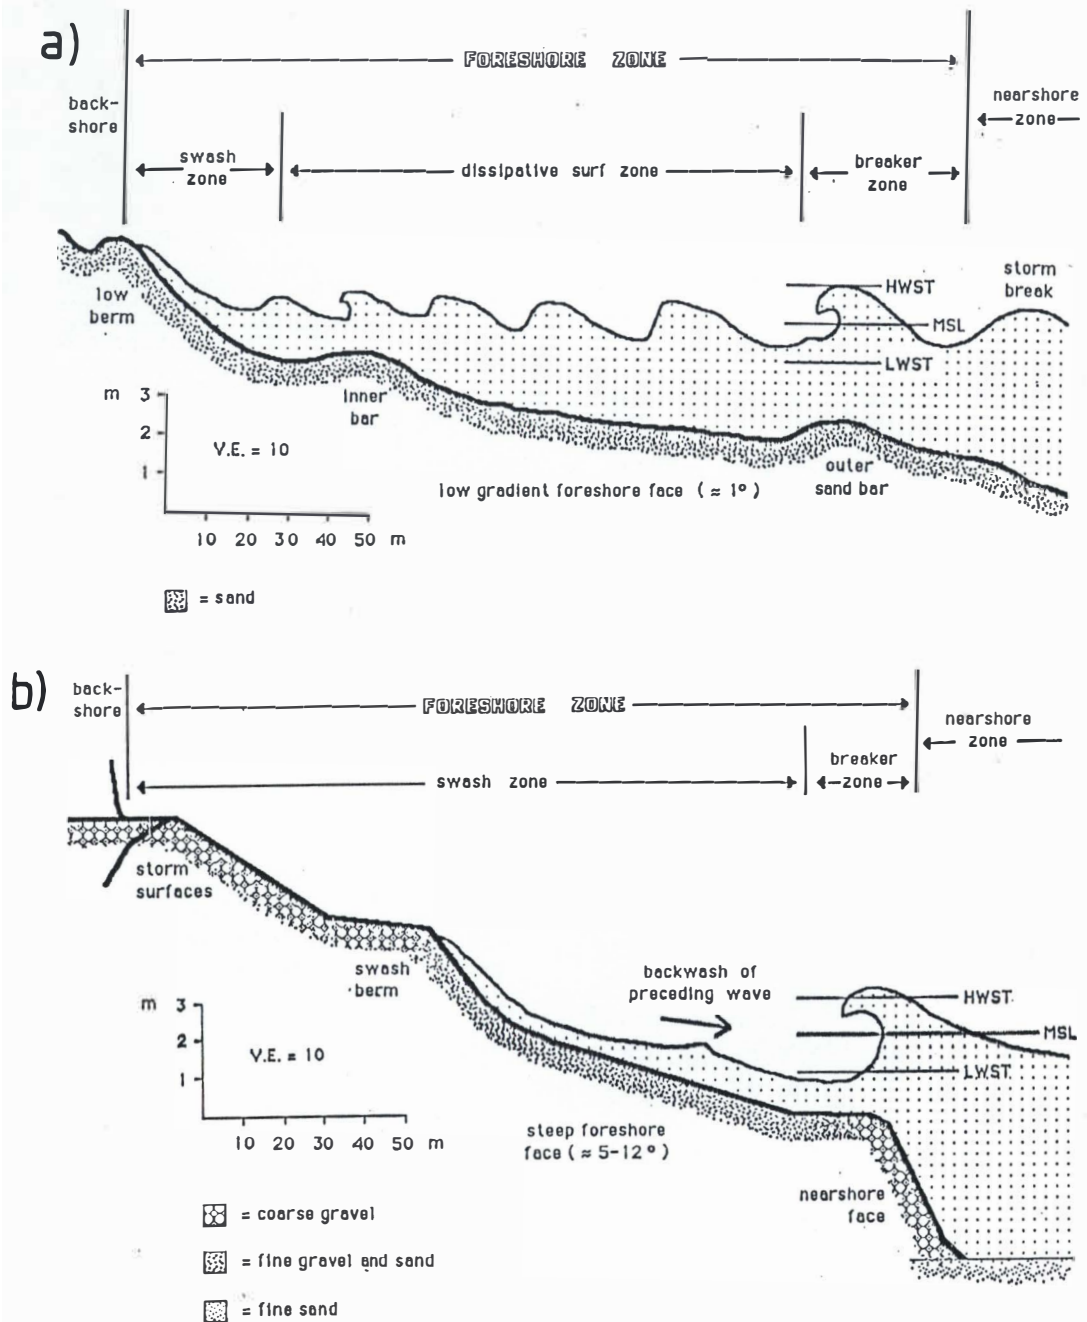 a)
FORESHORE ZONE
back-
shore
nearshore
zone
swash
zone
dissipative surf zone
breaker
zone
low
berm
HWST
MSL
LWST
storm
break
inner
bar
m
3
2
1
V.E. = 10
10 20 30 40 50 m
outer
sand bar
low gradient foreshore face ( ≈ 1° )
= sand
b)
back-
shore
FORESHORE ZONE
nearshore
zone
swash zone
breaker
zone
storm
surfaces
swash
berm
backwash of
preceding wave
HWST
MSL
LWST
m
3
2
1
V.E. = 10
10 20 30 40 50 m
steep foreshore
face ( ≈ 5-12° )
nearshore
face
= coarse gravel
= fine gravel and sand
= fine sand